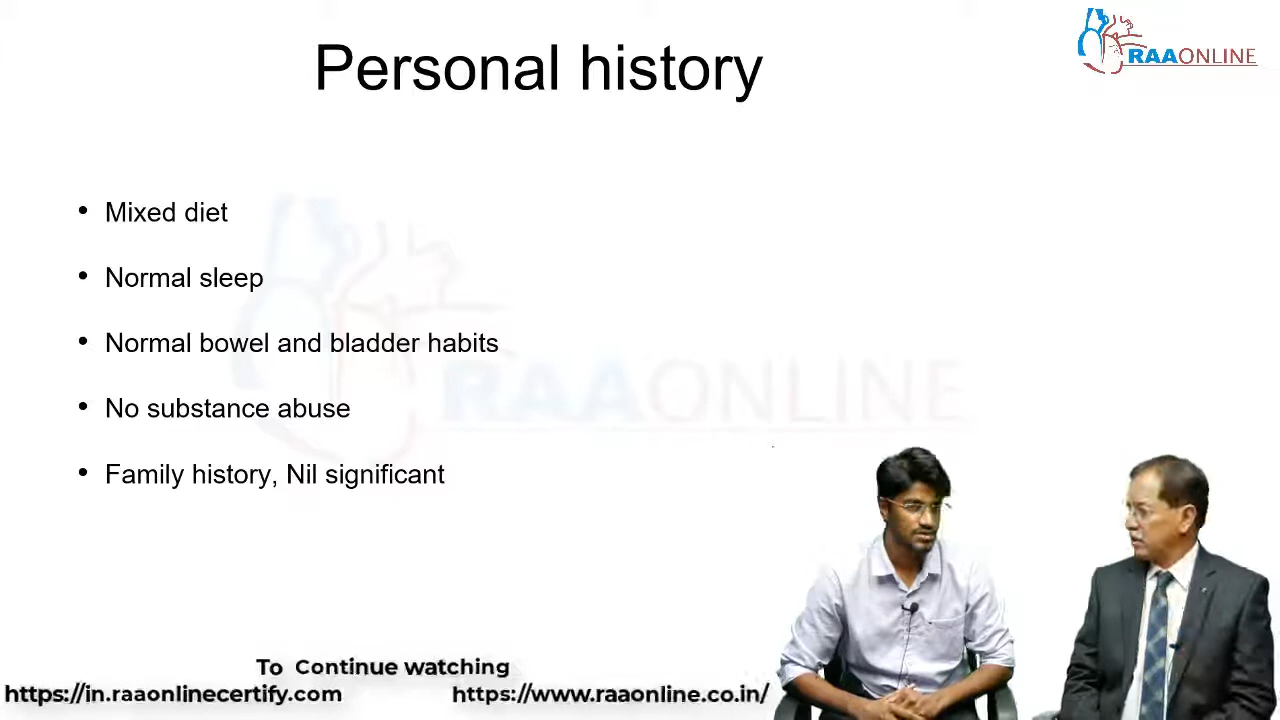 Personal history
RAAONLINE
• Mixed diet
• Normal sleep
• Normal bowel and bladder habits
RAAONLINE
• No substance abuse
• Family history, Nil significant
To Continue watching
https://in.raaonlinecertify.com
https://www.raaonline.co.in/